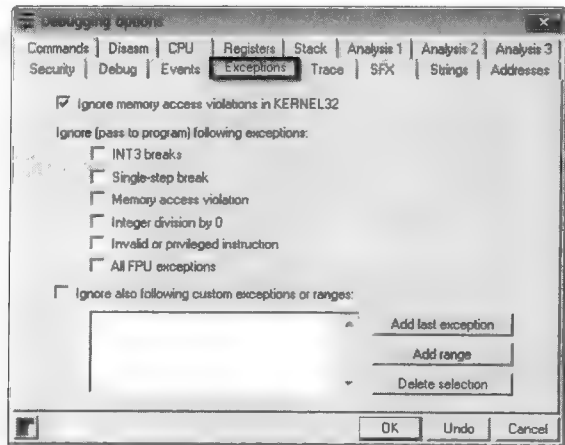 Debugging options
Commands Disasm CPU Registers Stack Analysis 1 Analysis 2 Analysis 3
Security Debug Events Exceptions Trace SFX Strings Addresses
Ignore memory access violations in KERNEL32
Ignore (pass to program) following exceptions:
INT3 breaks
Single-step break
Memory access violation
Integer division by 0
Invalid or privileged instruction
All FPU exceptions
Ignore also following custom exceptions or ranges:
Add last exception
Add range
Delete selection
OK Undo Cancel